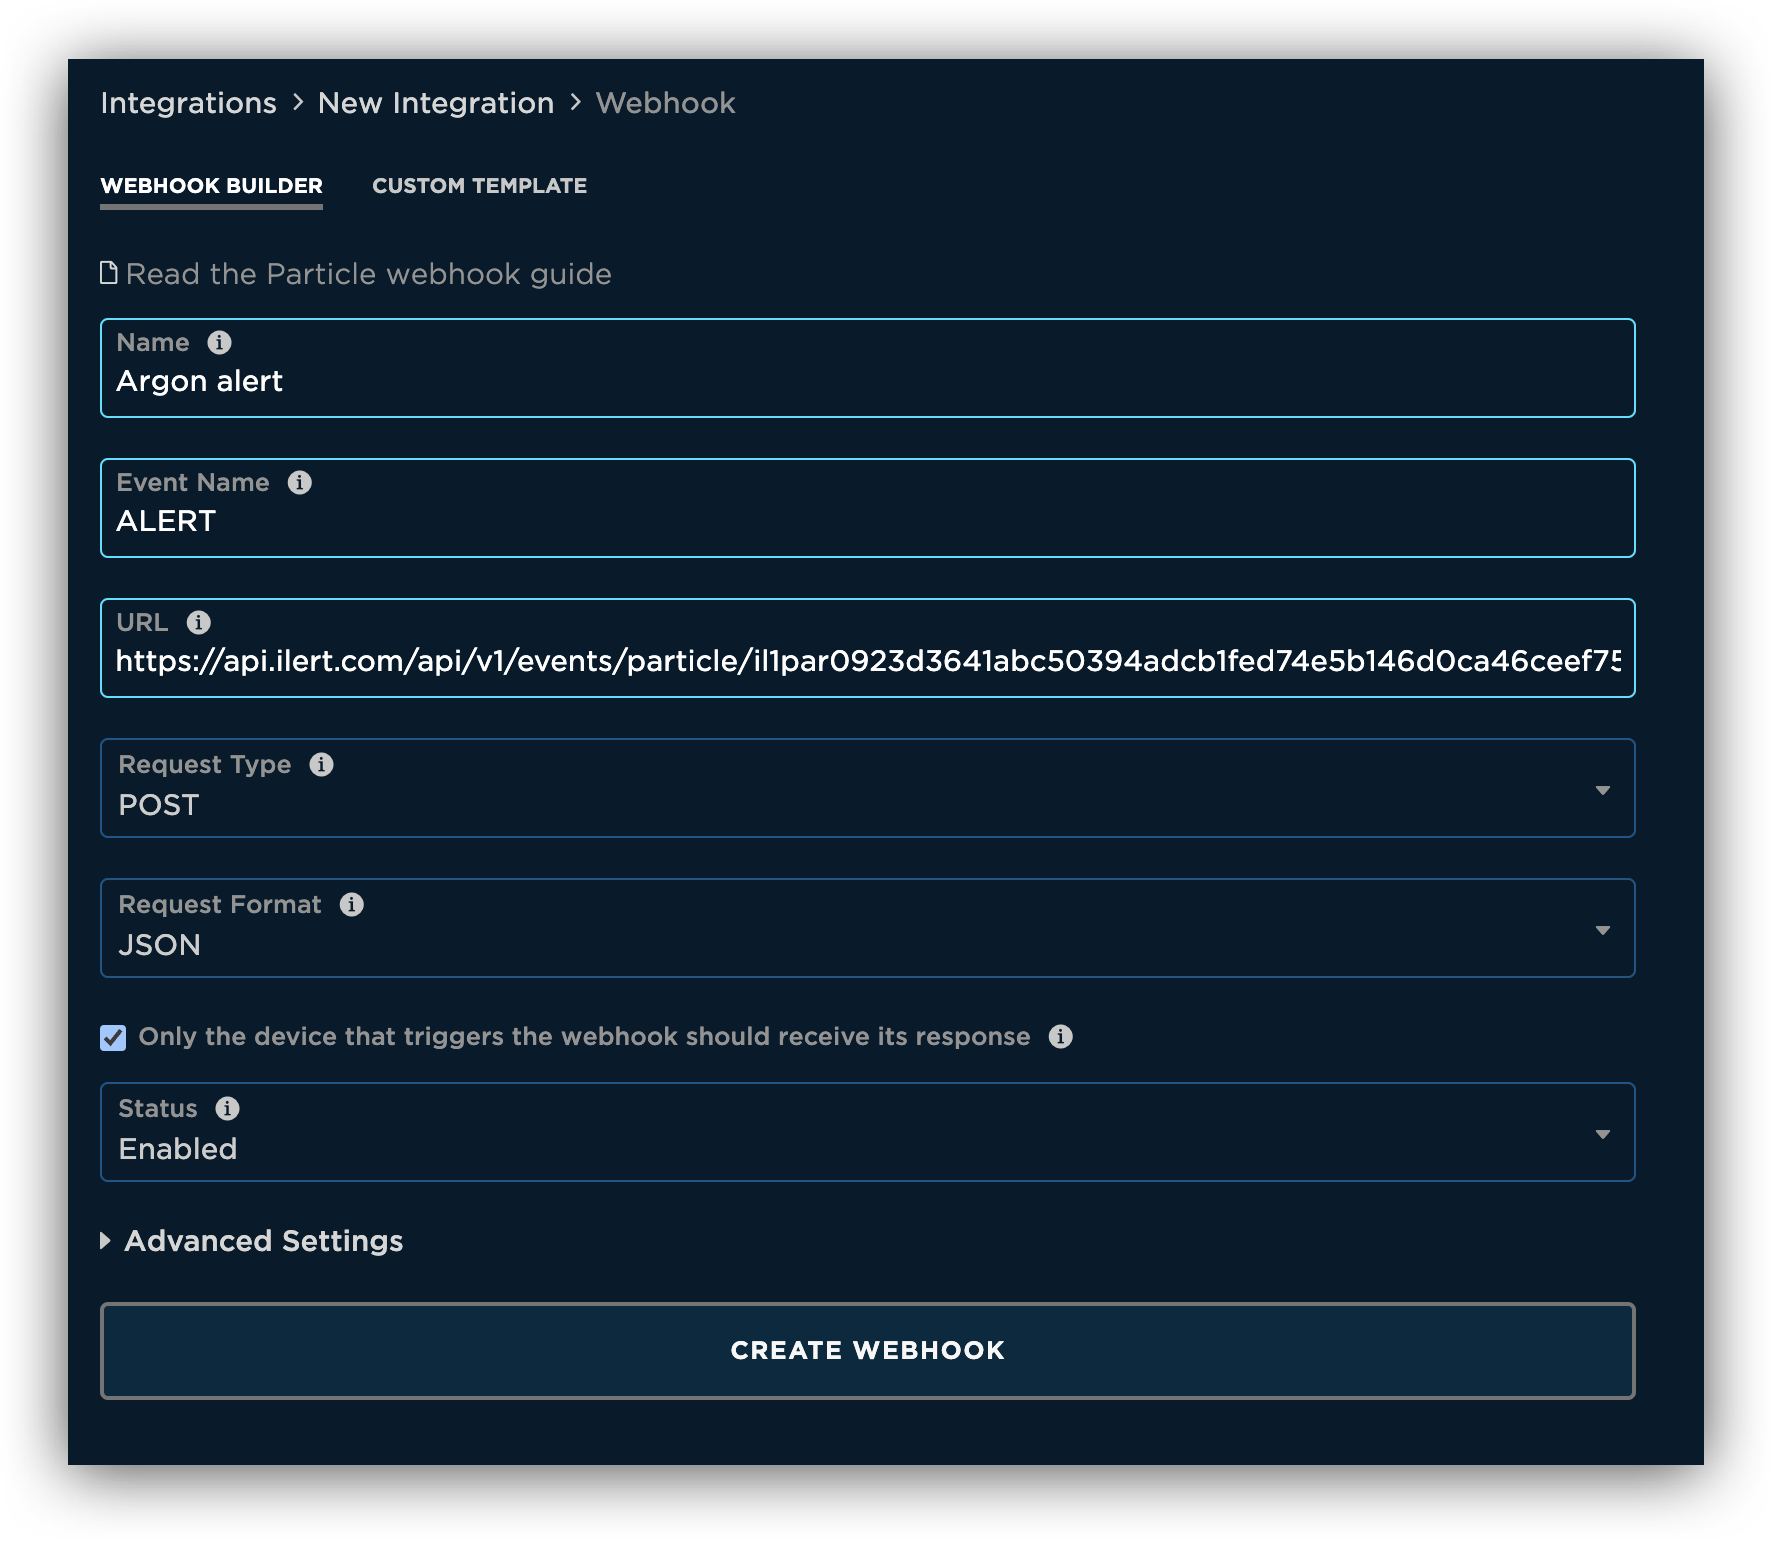 Integrations > New Integration > Webhook
WEBHOOK BUILDER CUSTOM TEMPLATE
Read the Particle webhook guide
Name
Argon alert
Event Name
ALERT
URL
https://api.ilert.com/api/v1/events/particle/il1par0923d3641abc50394adcb1fed74e5b146d0ca46ceef75
Request Type
POST
Request Format
JSON
Only the device that triggers the webhook should receive its response
Status
Enabled
Advanced Settings
CREATE WEBHOOK